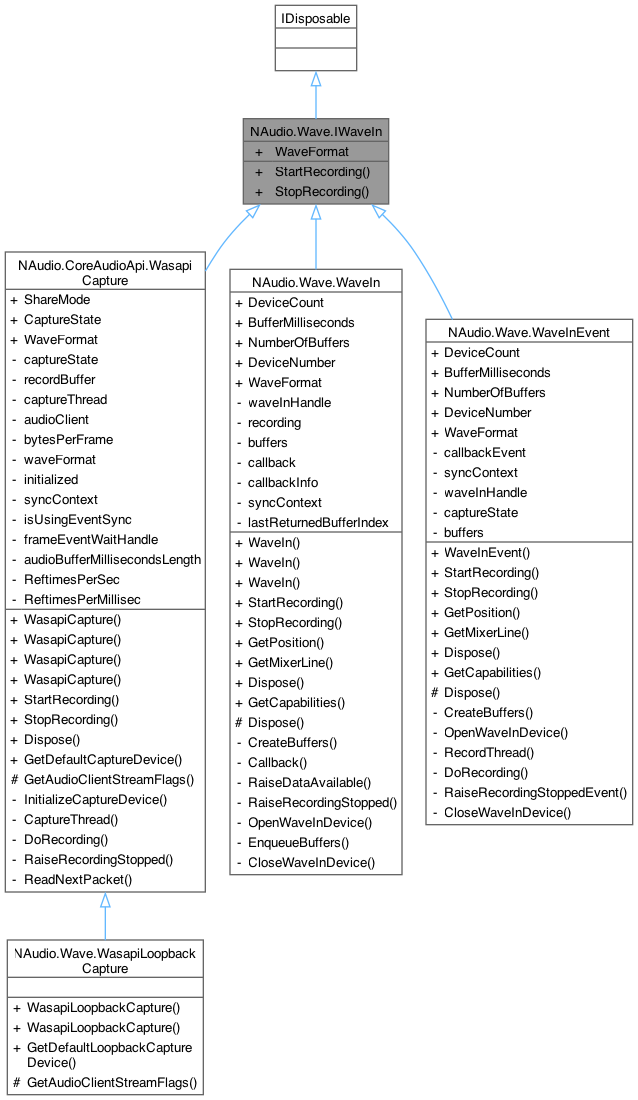 IDisposable
NAudio.Wave.IWaveIn
+ WaveFormat
+ StartRecording()
+ StopRecording()
NAudio.CoreAudioApi.Wasapi
Capture
+ ShareMode
+ CaptureState
+ WaveFormat
- captureState
- recordBuffer
- captureThread
- audioClient
- bytesPerFrame
- waveFormat
- initialized
- syncContext
- isUsingEventSync
- frameEventWaitHandle
- audioBufferMillisecondsLength
- ReftimesPerSec
- ReftimesPerMillisec
+ WasapiCapture()
+ WasapiCapture()
+ WasapiCapture()
+ WasapiCapture()
+ StartRecording()
+ StopRecording()
+ Dispose()
+ GetDefaultCaptureDevice()
# GetAudioClientStreamFlags()
- InitializeCaptureDevice()
- CaptureThread()
- DoRecording()
- RaiseRecordingStopped()
- ReadNextPacket()
NAudio.Wave.WaveIn
+ DeviceCount
+ BufferMilliseconds
+ NumberOfBuffers
+ DeviceNumber
+ WaveFormat
- waveInHandle
- recording
- buffers
- callback
- callbackInfo
- syncContext
- lastReturnedBufferIndex
+ WaveIn()
+ WaveIn()
+ WaveIn()
+ StartRecording()
+ StopRecording()
+ GetPosition()
+ GetMixerLine()
+ Dispose()
+ GetCapabilities()
# Dispose()
- CreateBuffers()
- Callback()
- RaiseDataAvailable()
- RaiseRecordingStopped()
- OpenWaveInDevice()
- EnqueueBuffers()
- CloseWaveInDevice()
NAudio.Wave.WaveInEvent
+ DeviceCount
+ BufferMilliseconds
+ NumberOfBuffers
+ DeviceNumber
+ WaveFormat
- callbackEvent
- syncContext
- waveInHandle
- captureState
- buffers
+ WaveInEvent()
+ StartRecording()
+ StopRecording()
+ GetPosition()
+ GetMixerLine()
+ Dispose()
+ GetCapabilities()
# Dispose()
- CreateBuffers()
- OpenWaveInDevice()
- RecordThread()
- DoRecording()
- RaiseRecordingStoppedEvent()
- CloseWaveInDevice()
NAudio.Wave.WasapiLoopback
Capture
+ WasapiLoopbackCapture()
+ WasapiLoopbackCapture()
+ GetDefaultLoopbackCapture
Device()
# GetAudioClientStreamFlags()